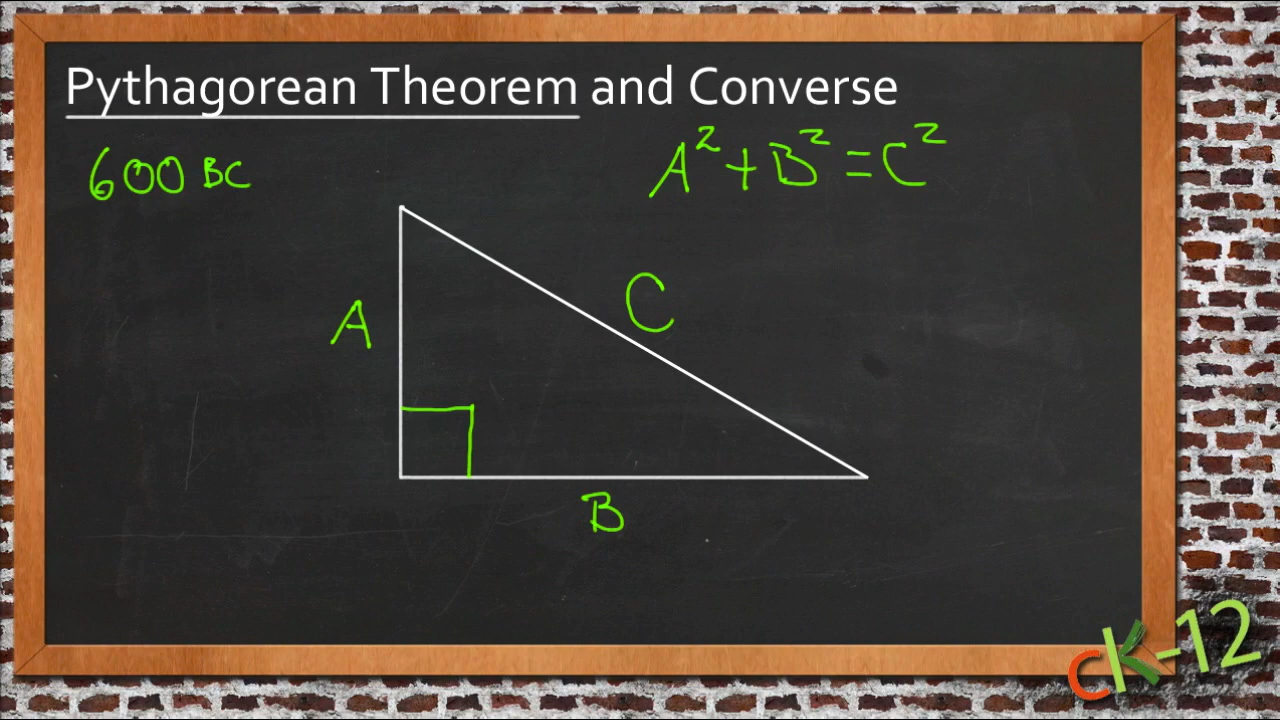 Pythagorean Theorem and Converse
600 BC
A² + B² = C²
A
C
B
CK-12